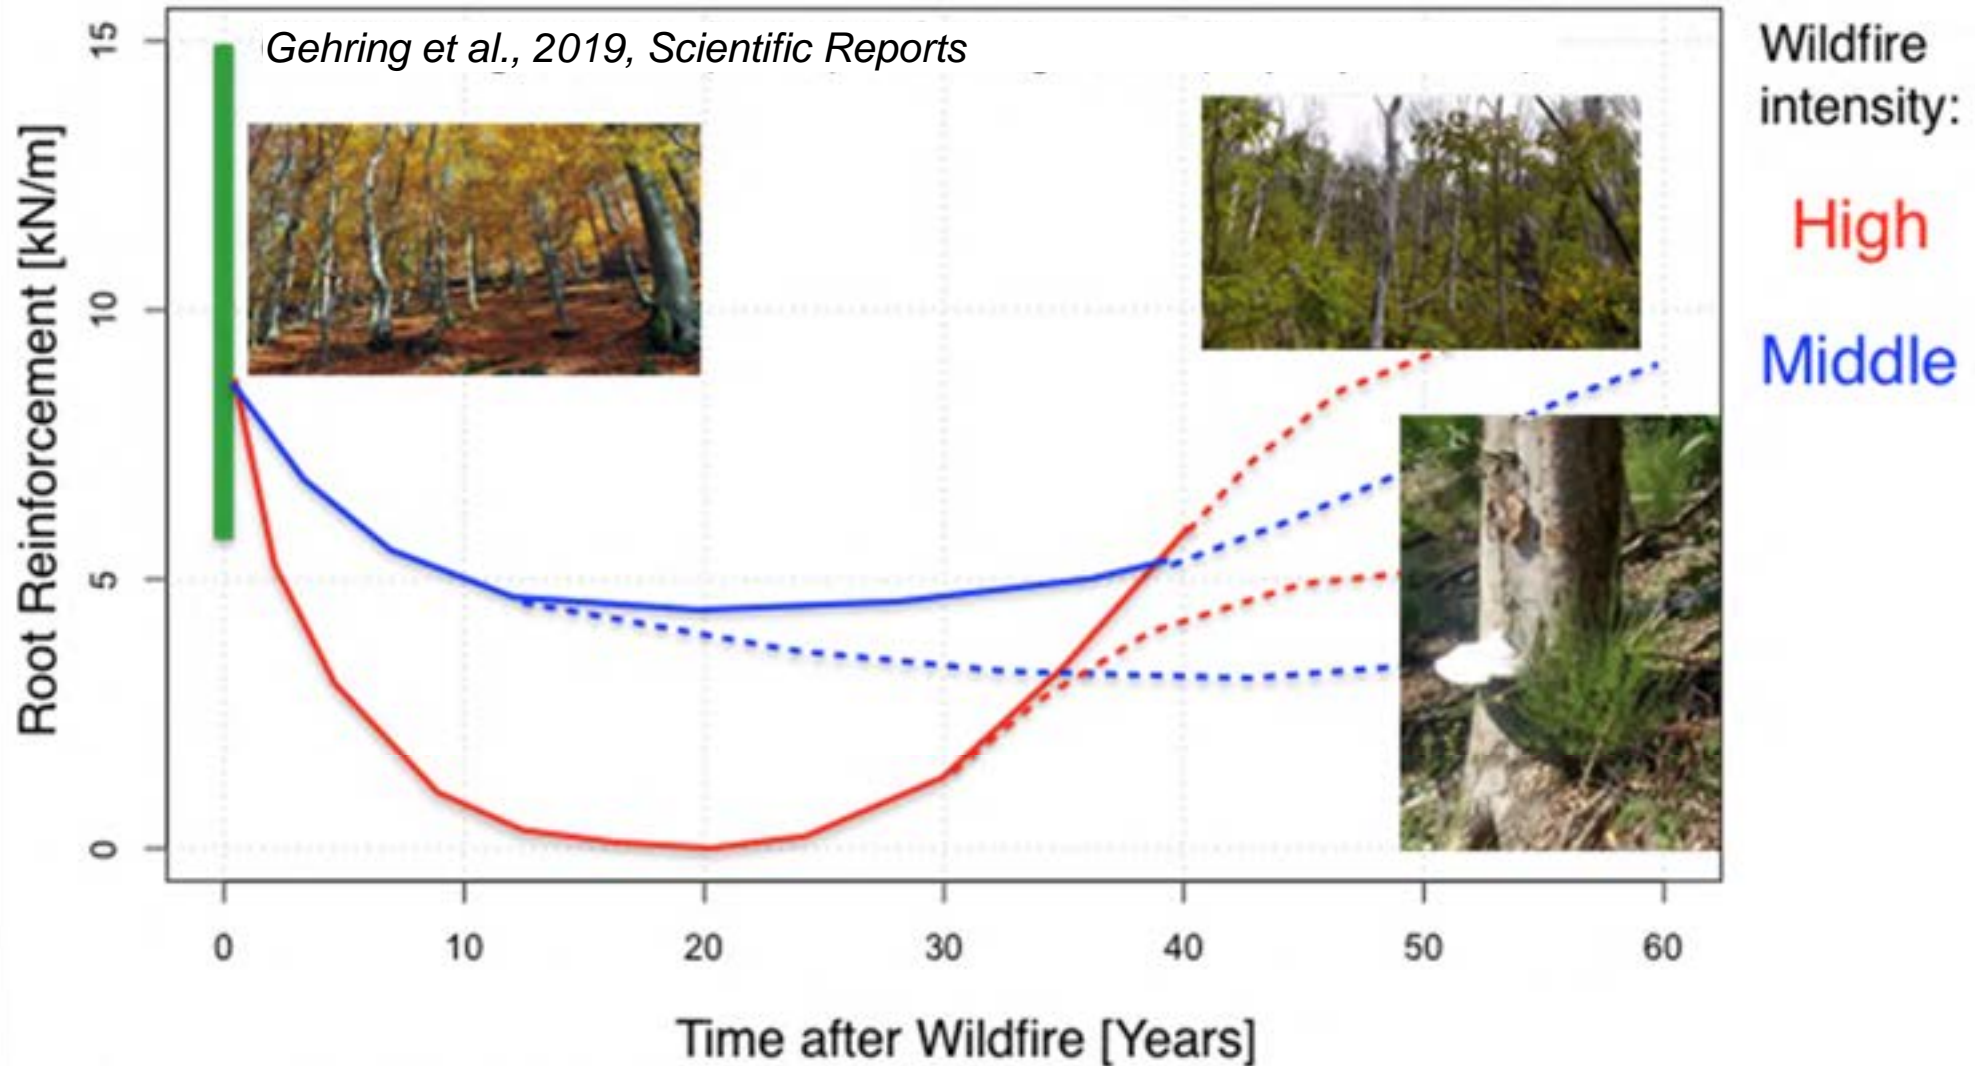 Gehring et al., 2019, Scientific Reports
Wildfire
intensity:
High
Middle
Root Reinforcement [kN/m]
15
10
5
0
0 10 20 30 40 50 60
Time after Wildfire [Years]